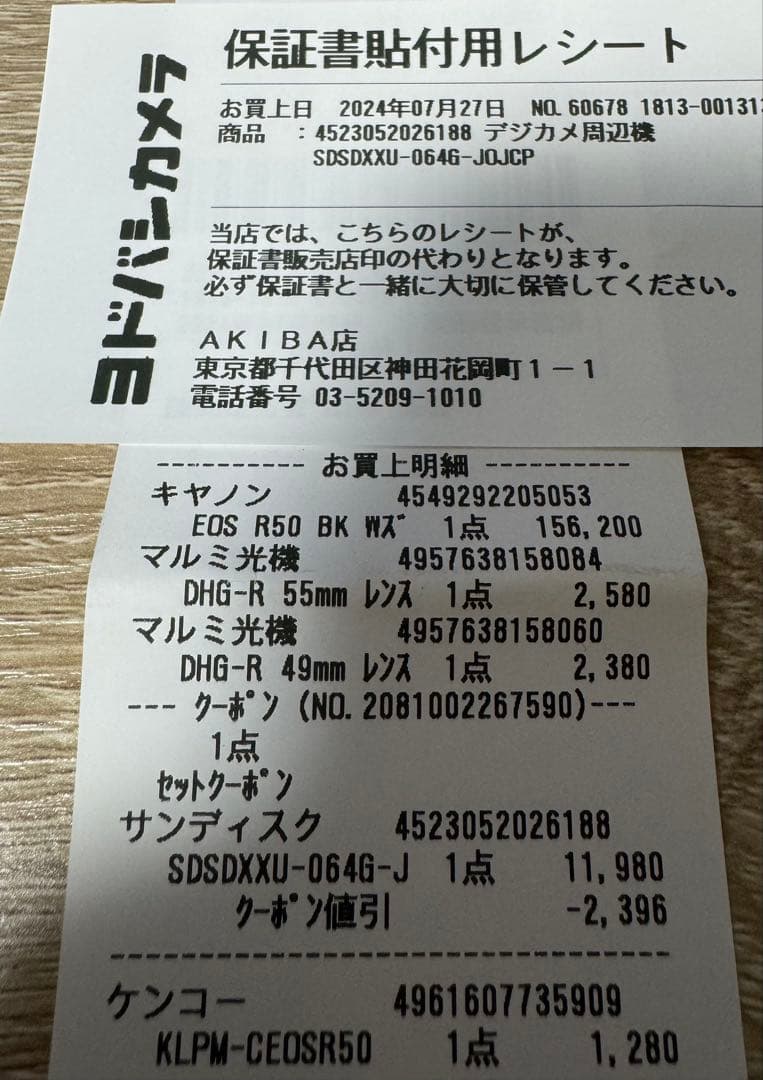 ヨドバシカメラ
保証書貼付用レシート
お買上日 2024年07月27日 NO.60678 1813-001313
商品 :4523052026188 デジカメ周辺機
SDSDXXU-064G-JOJCP
当店では、こちらのレシートが、
保証書販売店印の代わりとなります。
必ず保証書と一緒に大切に保管してください。
AKIBA店
東京都千代田区神田花岡町1-1
電話番号 03-5209-1010
---------- お買上明細 ----------
キヤノン 4549292205053
EOS R50 BK Wズ 1点 156,200
マルミ光機 4957638158084
DHG-R 55mm レンズ 1点 2,580
マルミ光機 4957638158060
DHG-R 49mm レンズ 1点 2,380
--- クーポン (NO.2081002267590)---
1点
セットクーポン
サンディスク 4523052026188
SDSDXXU-064G-J 1点 11,980
クーポン値引 -2,396
--------------------------------------
ケンコー 4961607735909
KLPM-CEOSR50 1点 1,280